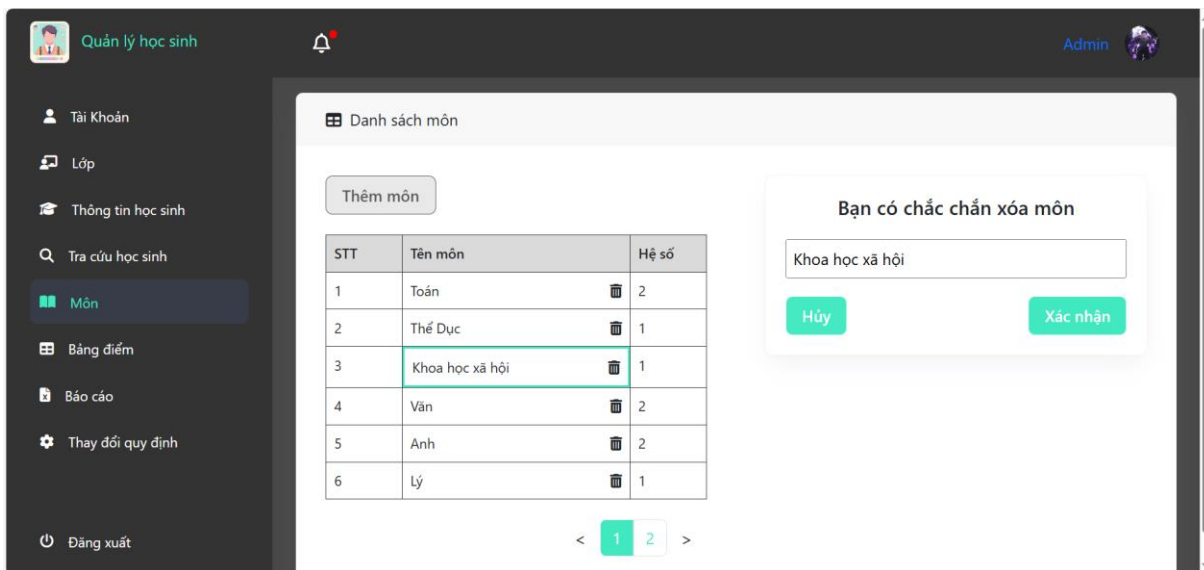 Quản lý học sinh
Admin
Tài Khoản
Lớp
Thông tin học sinh
Tra cứu học sinh
Môn
Bảng điểm
Báo cáo
Thay đổi quy định
Đăng xuất
Danh sách môn
Thêm môn
STT Tên môn Hệ số
1 Toán 2
2 Thể Dục 1
3 Khoa học xã hội 1
4 Văn 2
5 Anh 2
6 Lý 1
< 1 2 >
Bạn có chắc chắn xóa môn
Khoa học xã hội
Hủy Xác nhận